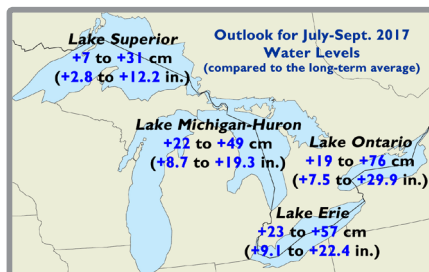 Outlook for July-Sept. 2017
Water Levels
(compared to the long-term average)
Lake Superior
+7 to +31 cm
(+2.8 to +12.2 in.)
Lake Michigan-Huron
+22 to +49 cm
(+8.7 to +19.3 in.)
Lake Ontario
+19 to +76 cm
(+7.5 to +29.9 in.)
Lake Erie
+23 to +57 cm
(+9.1 to +22.4 in.)